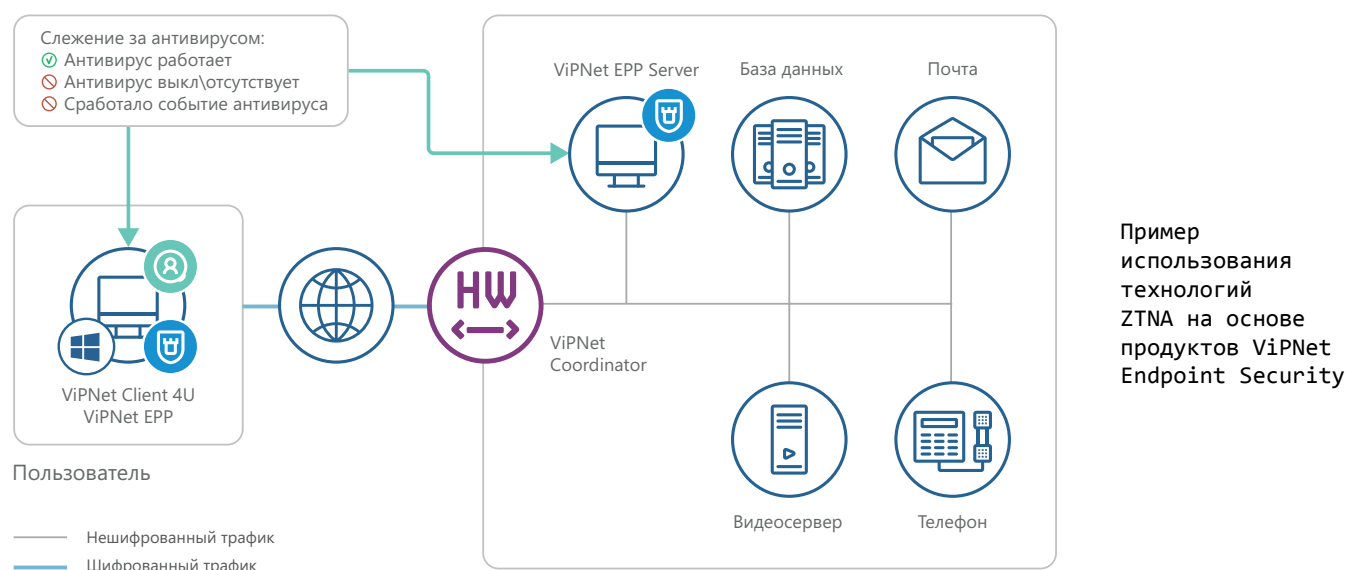 Слежение за антивирусом:
Антивирус работает
Антивирус выкл\отсутствует
Сработало событие антивируса
ViPNet EPP Server
База данных
Почта
HW
ViPNet
Coordinator
ViPNet Client 4U
ViPNet EPP
Пользователь
Видеосервер
Телефон
Нешифрованный трафик
Шифрованный трафик
Пример
использования
технологий
ZTNA на основе
продуктов ViPNet
Endpoint Security